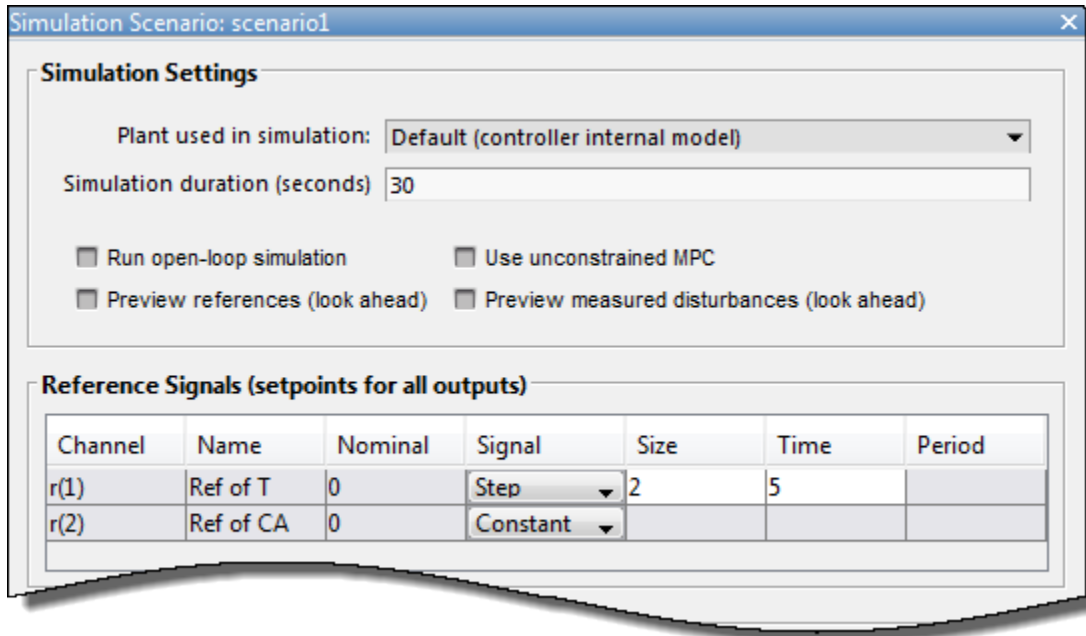 Simulation Scenario: scenario1
Simulation Settings
Plant used in simulation: Default (controller internal model)
Simulation duration (seconds) 30
Run open-loop simulation Use unconstrained MPC
Preview references (look ahead) Preview measured disturbances (look ahead)
Reference Signals (setpoints for all outputs)
Channel Name Nominal Signal Size Time Period
r(1) Ref of T 0 Step 2 5
r(2) Ref of CA 0 Constant